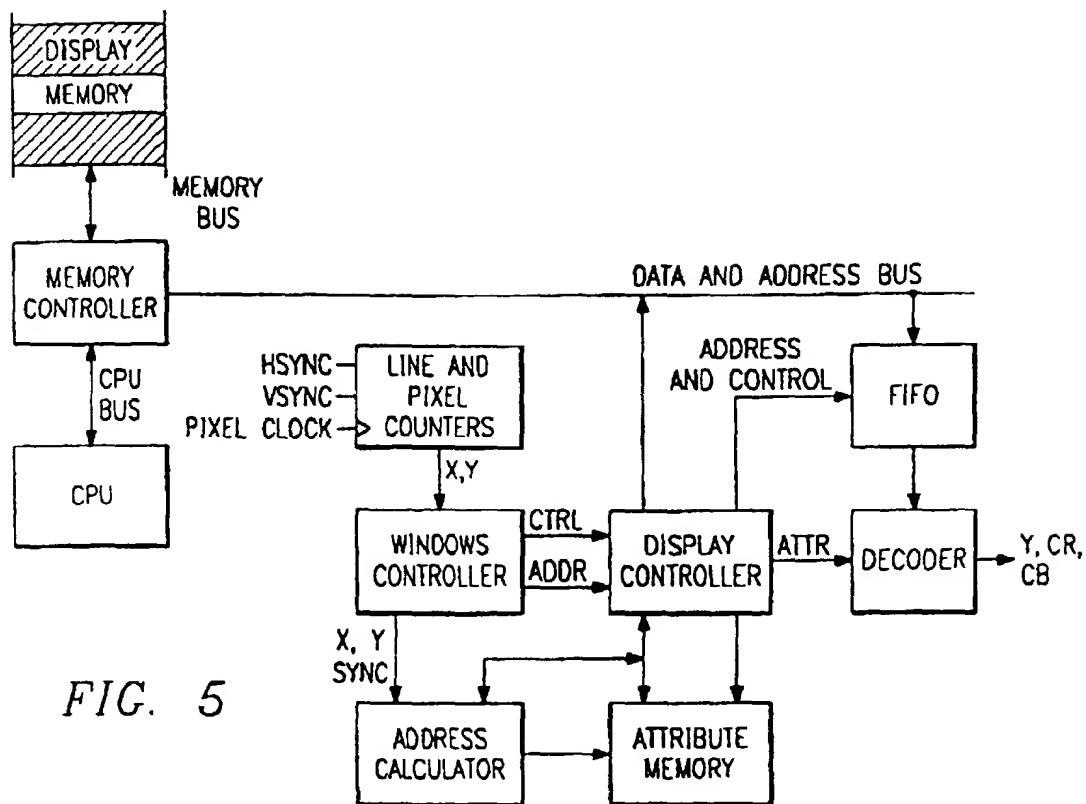 DISPLAY
MEMORY
MEMORY
BUS
MEMORY
CONTROLLER
DATA AND ADDRESS BUS
CPU
BUS
CPU
HSYNC
VSYNC
PIXEL CLOCK
LINE AND
PIXEL
COUNTERS
ADDRESS
AND CONTROL
FIFO
X,Y
WINDOWS
CONTROLLER
CTRL
ADDR
DISPLAY
CONTROLLER
ATTR
DECODER
Y, CR,
CB
X, Y
SYNC
ADDRESS
CALCULATOR
ATTRIBUTE
MEMORY
FIG. 5